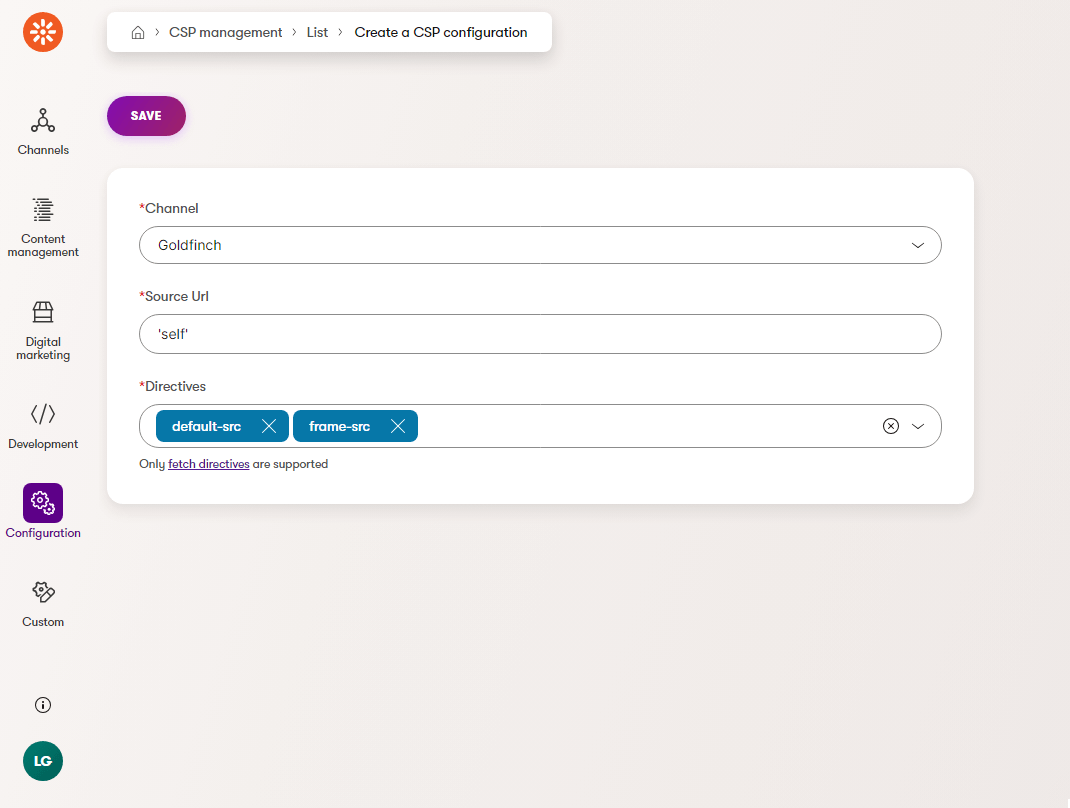 CSP management
List
Create a CSP configuration
SAVE
Channels
Content
management
Digital
marketing
Development
Configuration
Custom
LG
*Channel
Goldfinch
*Source Url
'self'
*Directives
default-src
frame-src
Only fetch directives are supported